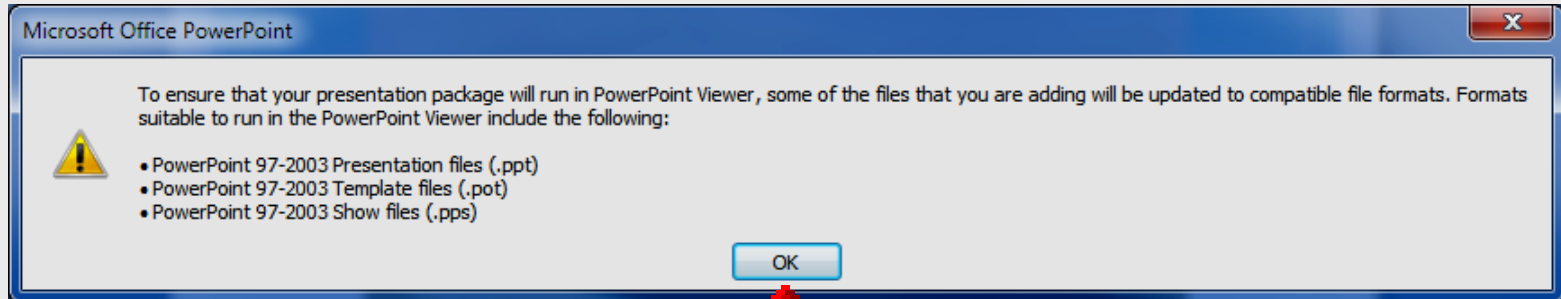 Microsoft Office PowerPoint
To ensure that your presentation package will run in PowerPoint Viewer, some of the files that you are adding will be updated to compatible file formats. Formats
suitable to run in the PowerPoint Viewer include the following:
• PowerPoint 97-2003 Presentation files (.ppt)
• PowerPoint 97-2003 Template files (.pot)
• PowerPoint 97-2003 Show files (.pps)
OK